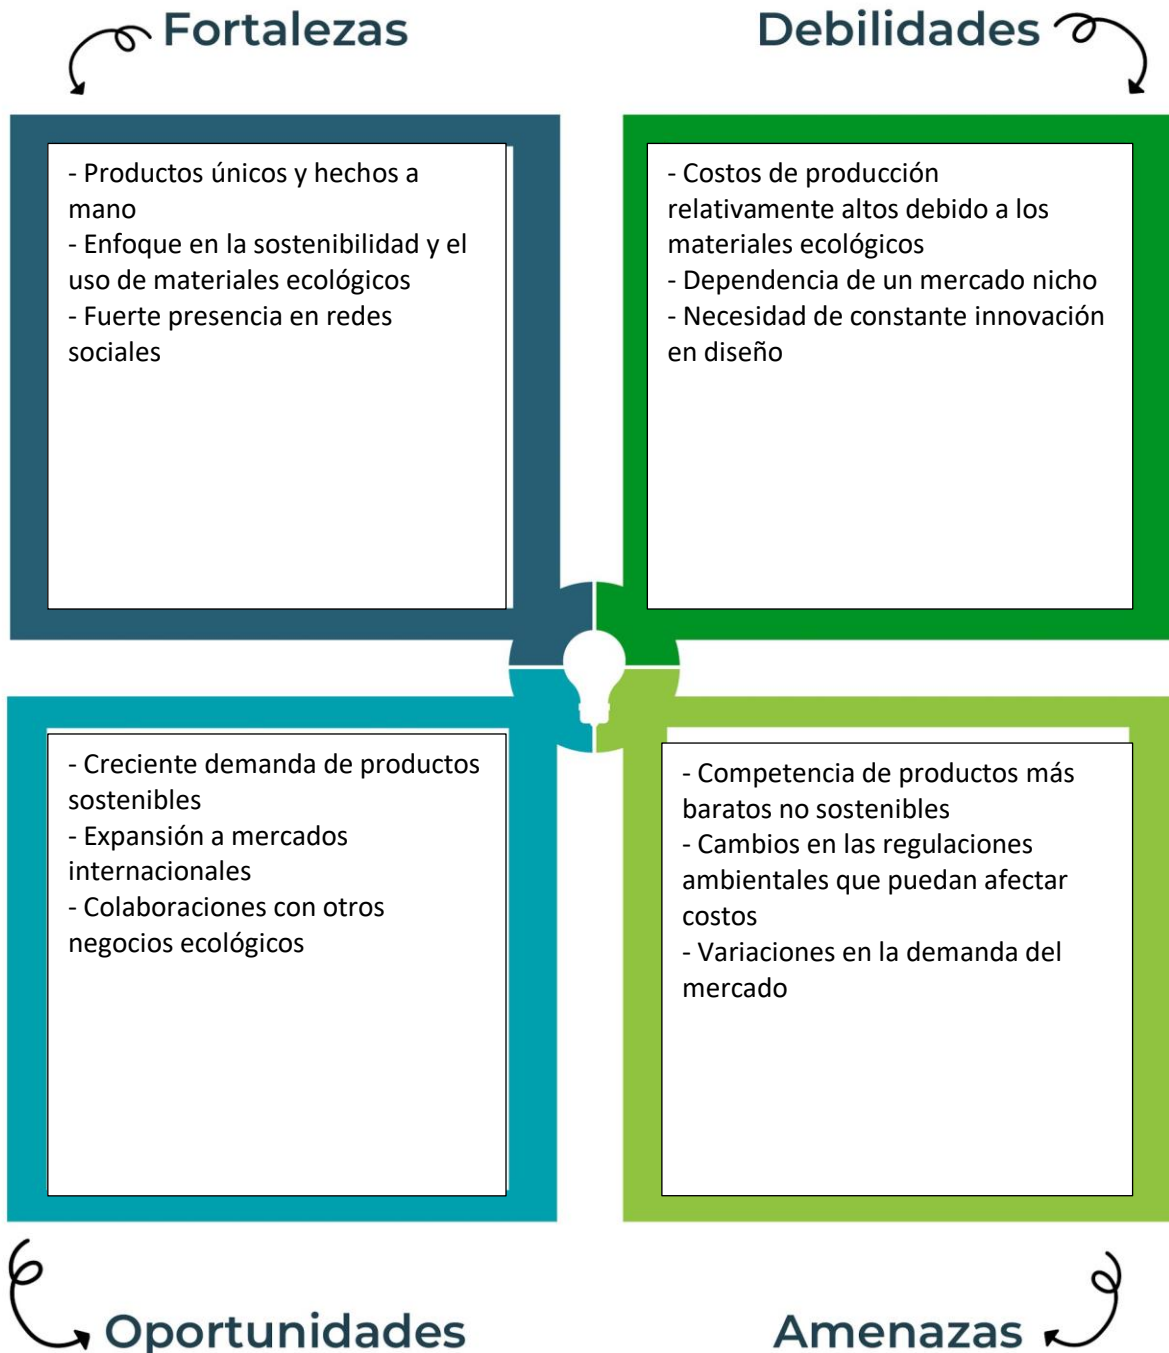 Fortalezas
- Productos únicos y hechos a
mano
- Enfoque en la sostenibilidad y el
uso de materiales ecológicos
- Fuerte presencia en redes
sociales
Debilidades
- Costos de producción
relativamente altos debido a los
materiales ecológicos
- Dependencia de un mercado nicho
- Necesidad de constante innovación
en diseño
- Creciente demanda de productos
sostenibles
- Expansión a mercados
internacionales
- Colaboraciones con otros
negocios ecológicos
Oportunidades
- Competencia de productos más
baratos no sostenibles
- Cambios en las regulaciones
ambientales que puedan afectar
costos
- Variaciones en la demanda del
mercado
Amenazas